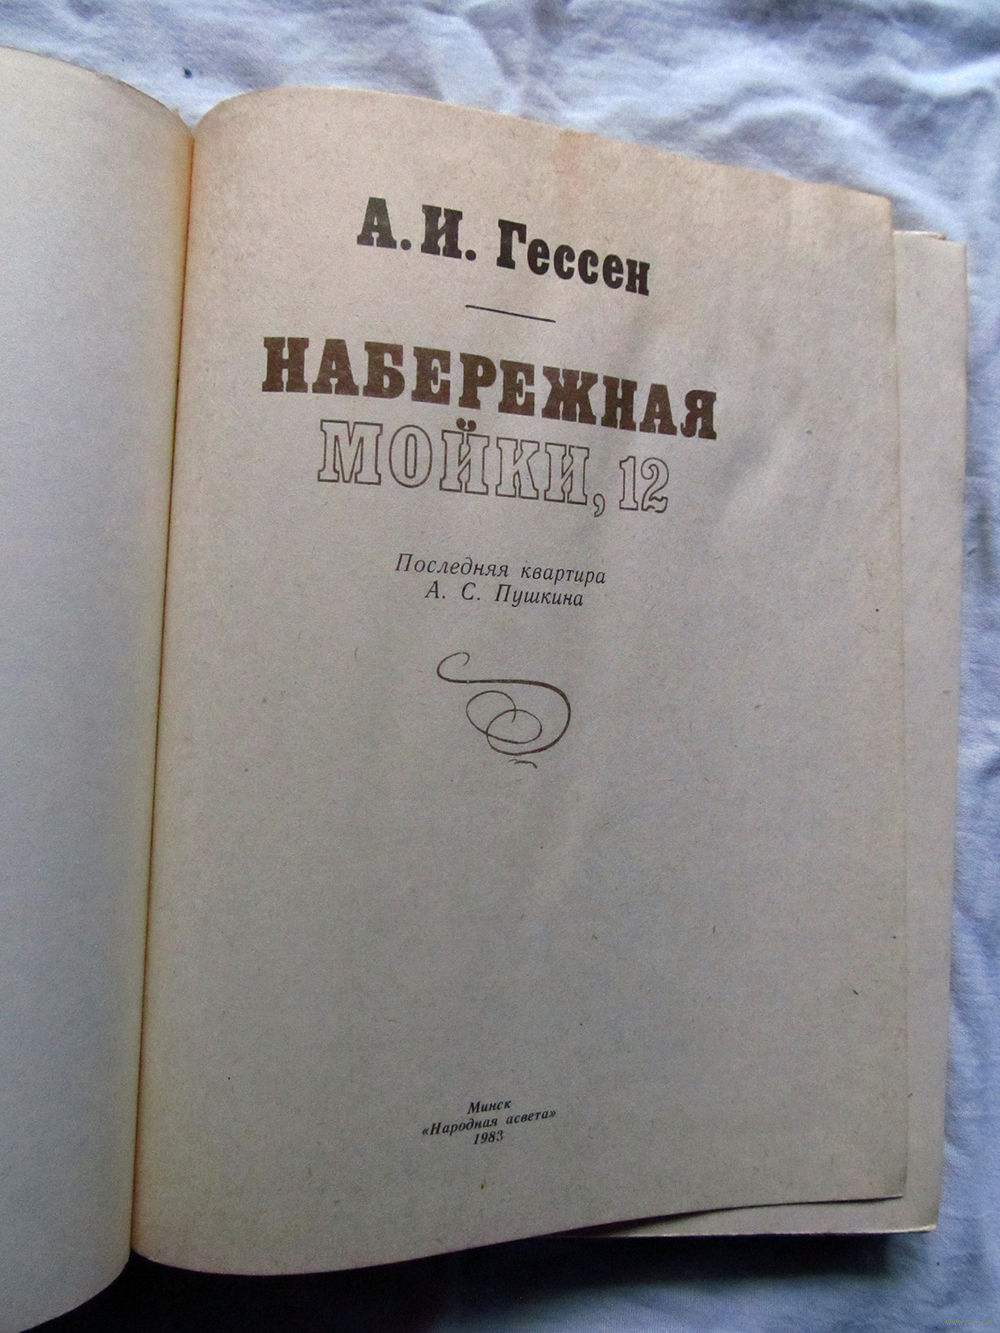 А. И. Гессен
НАБЕРЕЖНАЯ
МОЙКИ, 12
Последняя квартира
А. С. Пушкина
Минск
«Народная асвета»
1983